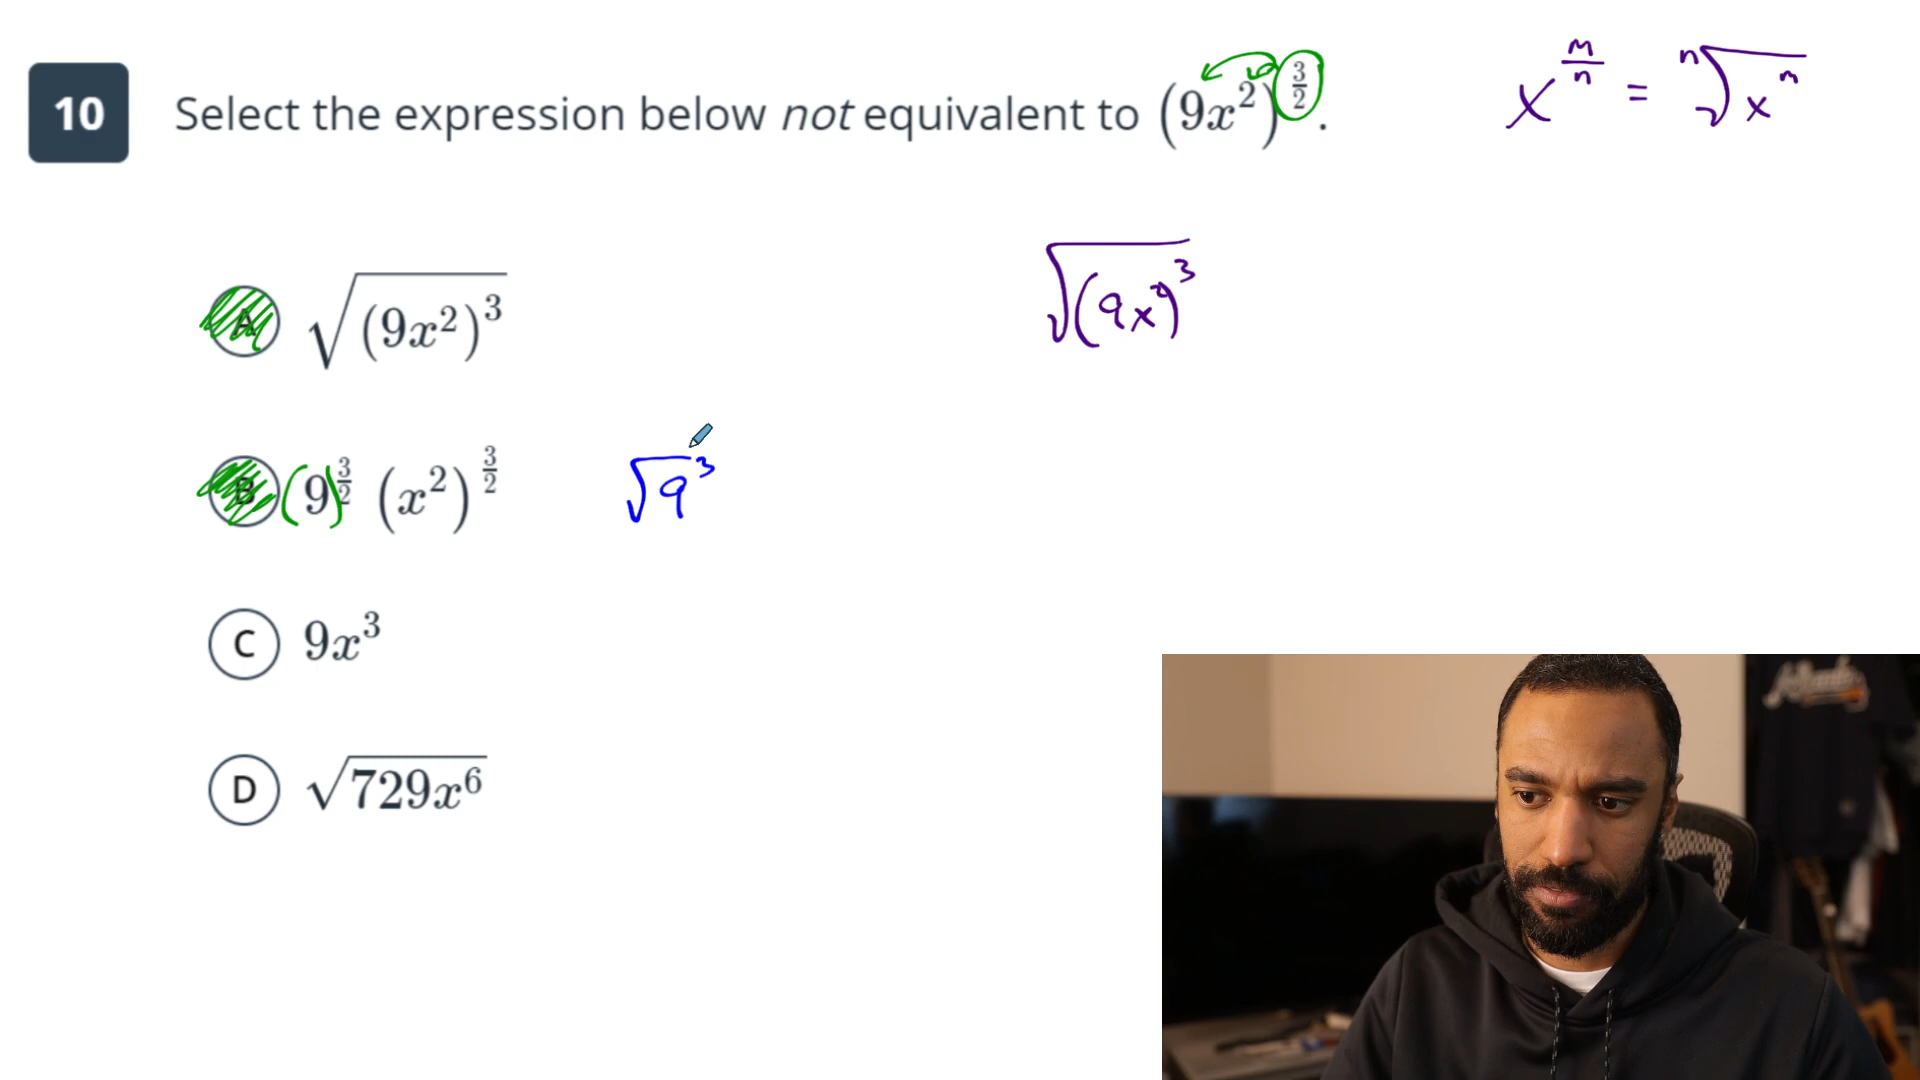 10 Select the expression below not equivalent to (9x²)^(3/2).
x^(m/n) = ⁿ√(x^m)
A √((9x²)³)
√((9x²)³)
B (9)^(3/2) (x²)^(3/2)
√9³
C 9x³
D √(729x⁶)